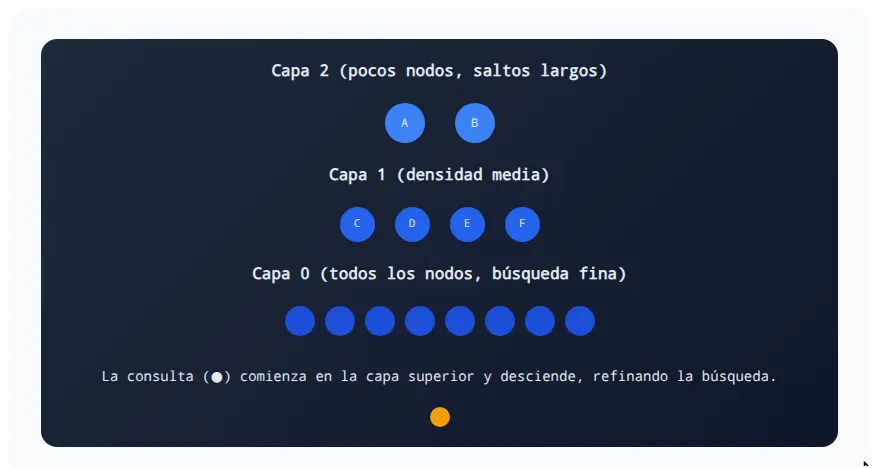 Capa 2 (pocos nodos, saltos largos)
A B
Capa 1 (densidad media)
C D E F
Capa 0 (todos los nodos, búsqueda fina)
La consulta (●) comienza en la capa superior y desciende, refinando la búsqueda.